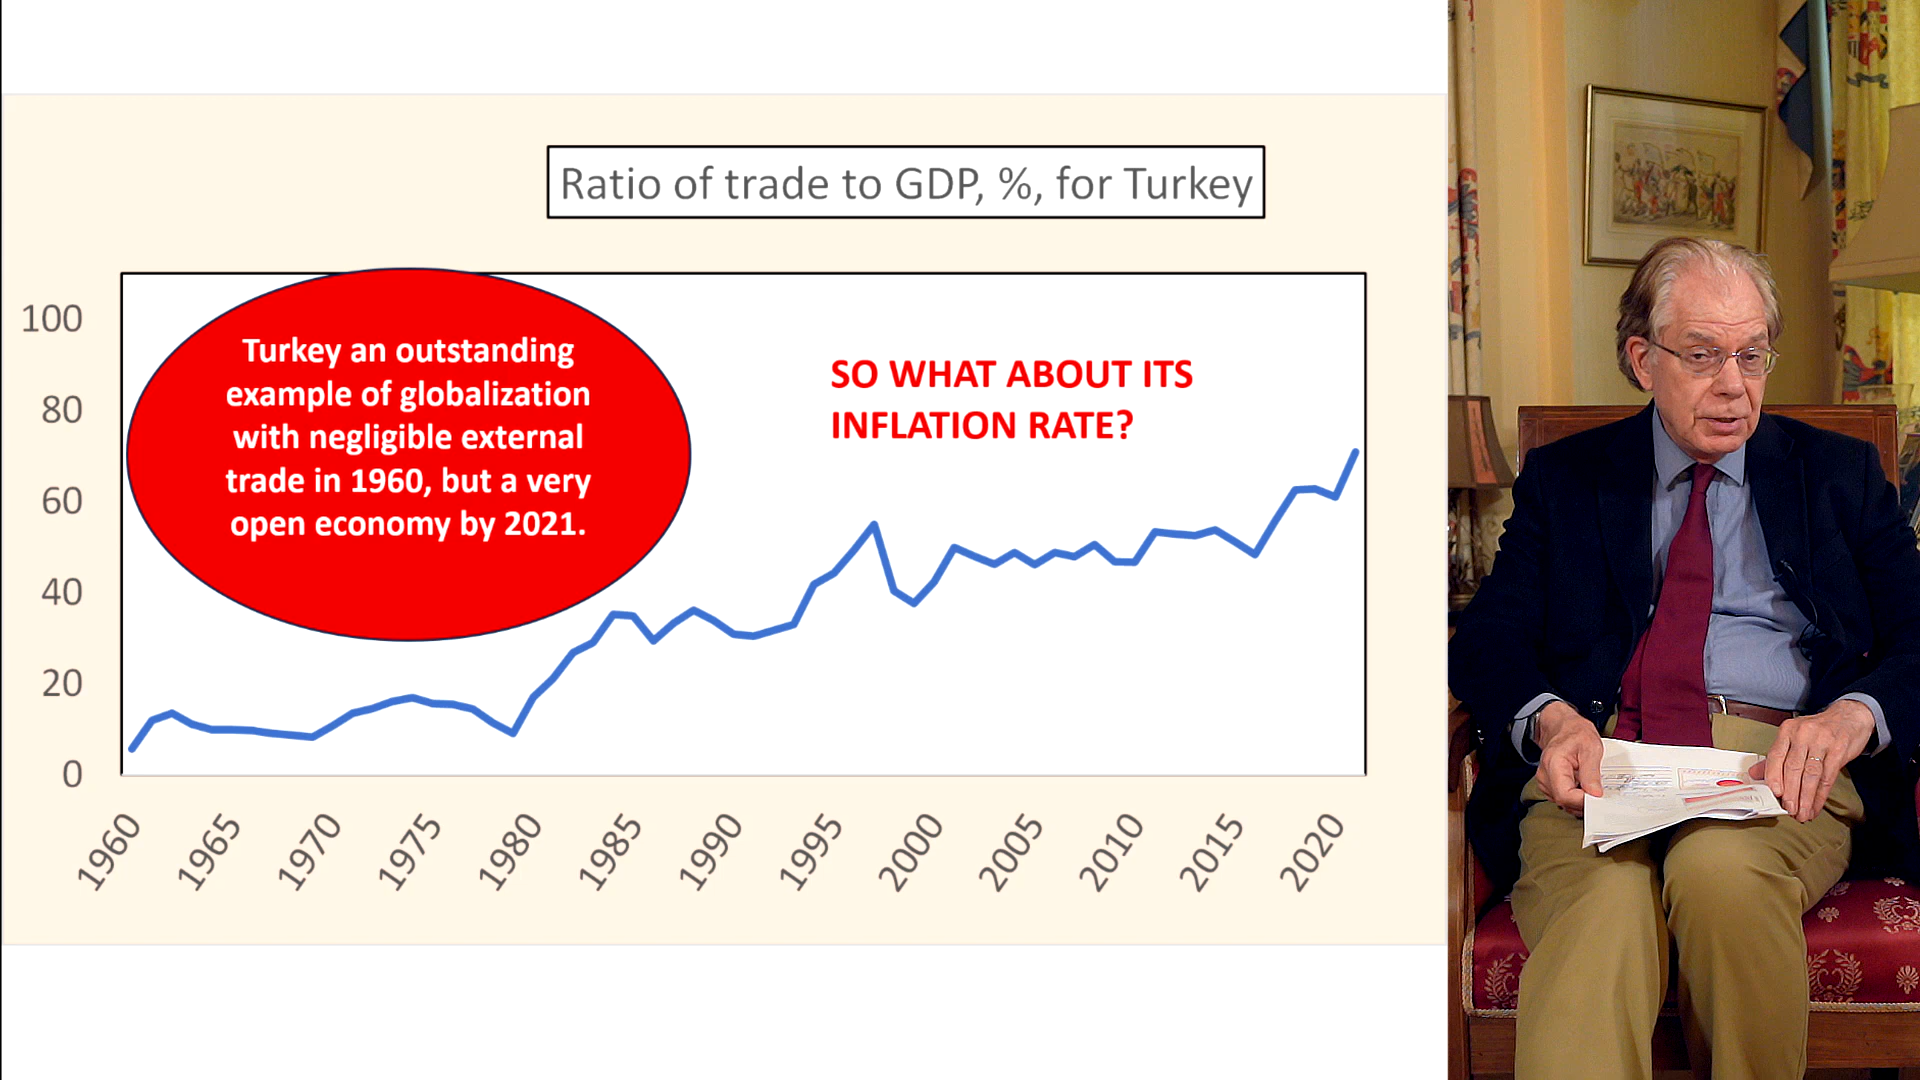 Ratio of trade to GDP, %, for Turkey
Turkey an outstanding
example of globalization
with negligible external
trade in 1960, but a very
open economy by 2021.
SO WHAT ABOUT ITS
INFLATION RATE?
100
80
60
40
20
0
1960
1965
1970
1975
1980
1985
1990
1995
2000
2005
2010
2015
2020